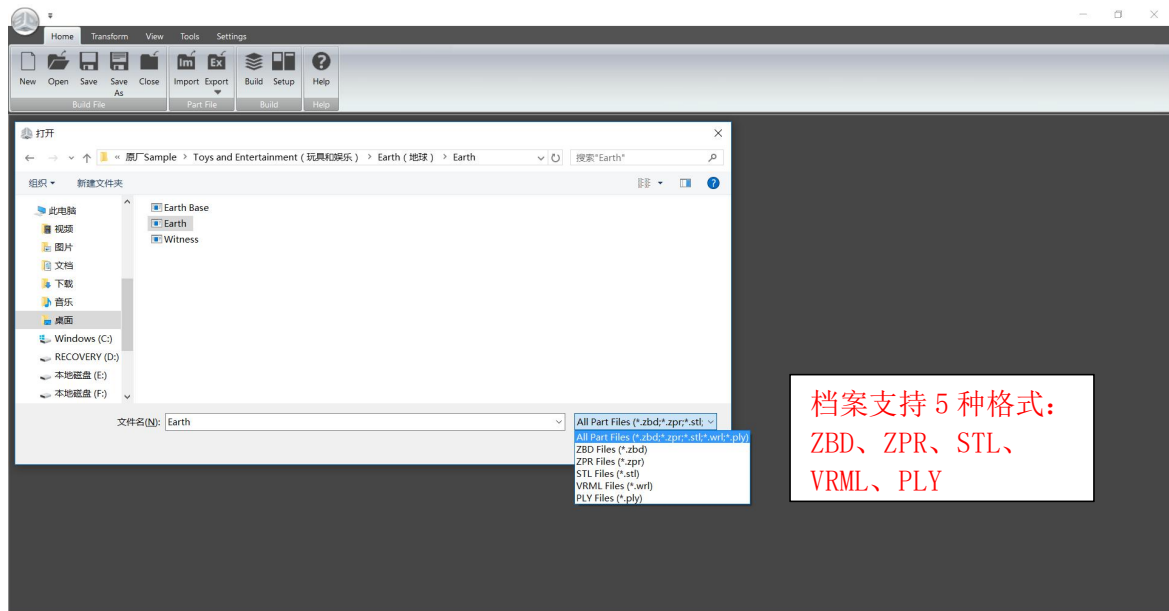 Home Transform View Tools Settings
New Open Save Save As Close Import Export Build Setup Help
Im Ex
Build File Part File Build Help
打开
« 原厂Sample > Toys and Entertainment ( 玩具和娱乐 ) > Earth ( 地球 ) > Earth
搜索"Earth"
组织 新建文件夹
此电脑
视频
图片
文档
下载
音乐
桌面
Windows (C:)
RECOVERY (D:)
本地磁盘 (E:)
本地磁盘 (F:)
Earth Base
Earth
Witness
文件名(N): Earth
All Part Files (*.zbd;*.zpr;*.stl;
All Part Files (*.zbd;*.zpr;*.stl;*.wrl;*.ply)
ZBD Files (*.zbd)
ZPR Files (*.zpr)
STL Files (*.stl)
VRML Files (*.wrl)
PLY Files (*.ply)
档案支持 5 种格式：
ZBD、ZPR、STL、
VRML、PLY